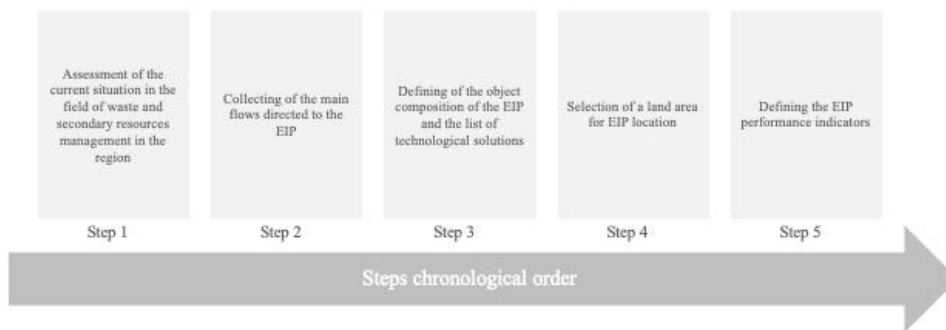 Assessment of the
current situation in the
field of waste and
secondary resources
management in the
region
Collecting of the main
flows directed to the
EIP
Defining of the object
composition of the EIP
and the list of
technological solutions
Selection of a land area
for EIP location
Defining the EIP
performance indicators
Step 1
Step 2
Step 3
Step 4
Step 5
Steps chronological order